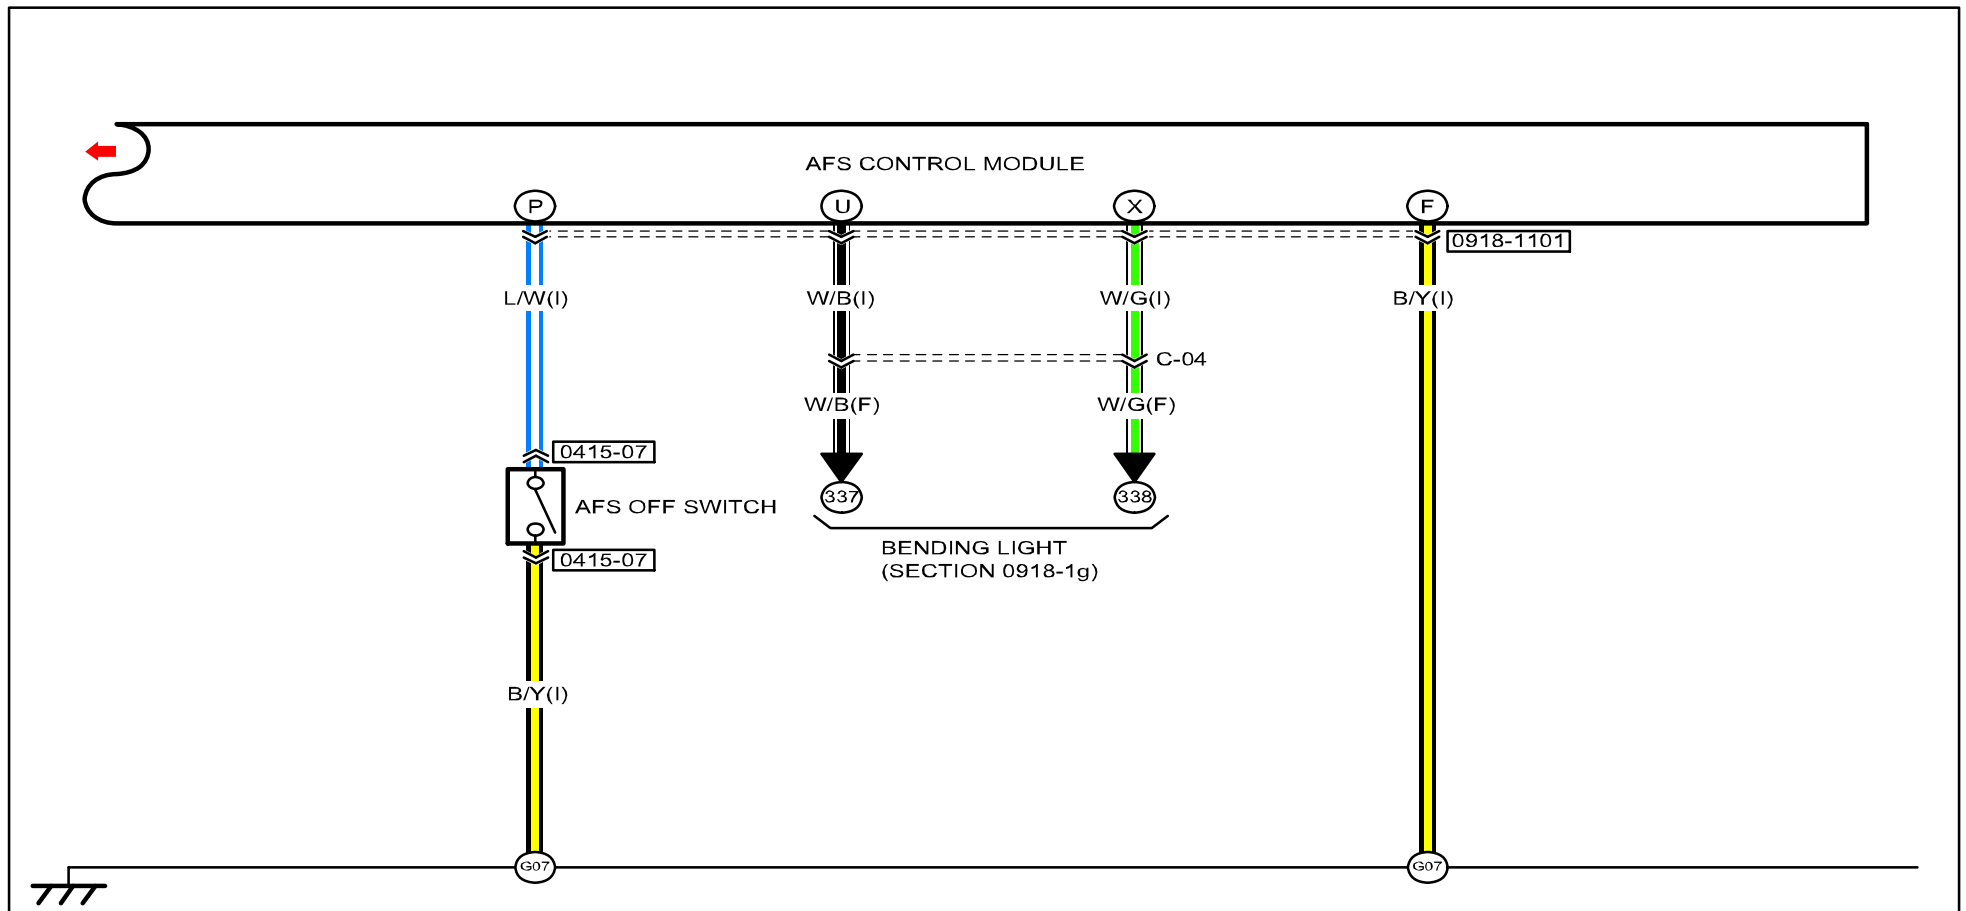 AFS CONTROL MODULE
P U X F
0918-1101
L/W(I) W/B(I) W/G(I) B/Y(I)
C-04
W/B(F) W/G(F)
0415-07
337 338
AFS OFF SWITCH
BENDING LIGHT
0415-07
(SECTION 0918-1g)
B/Y(I)
G07 G07